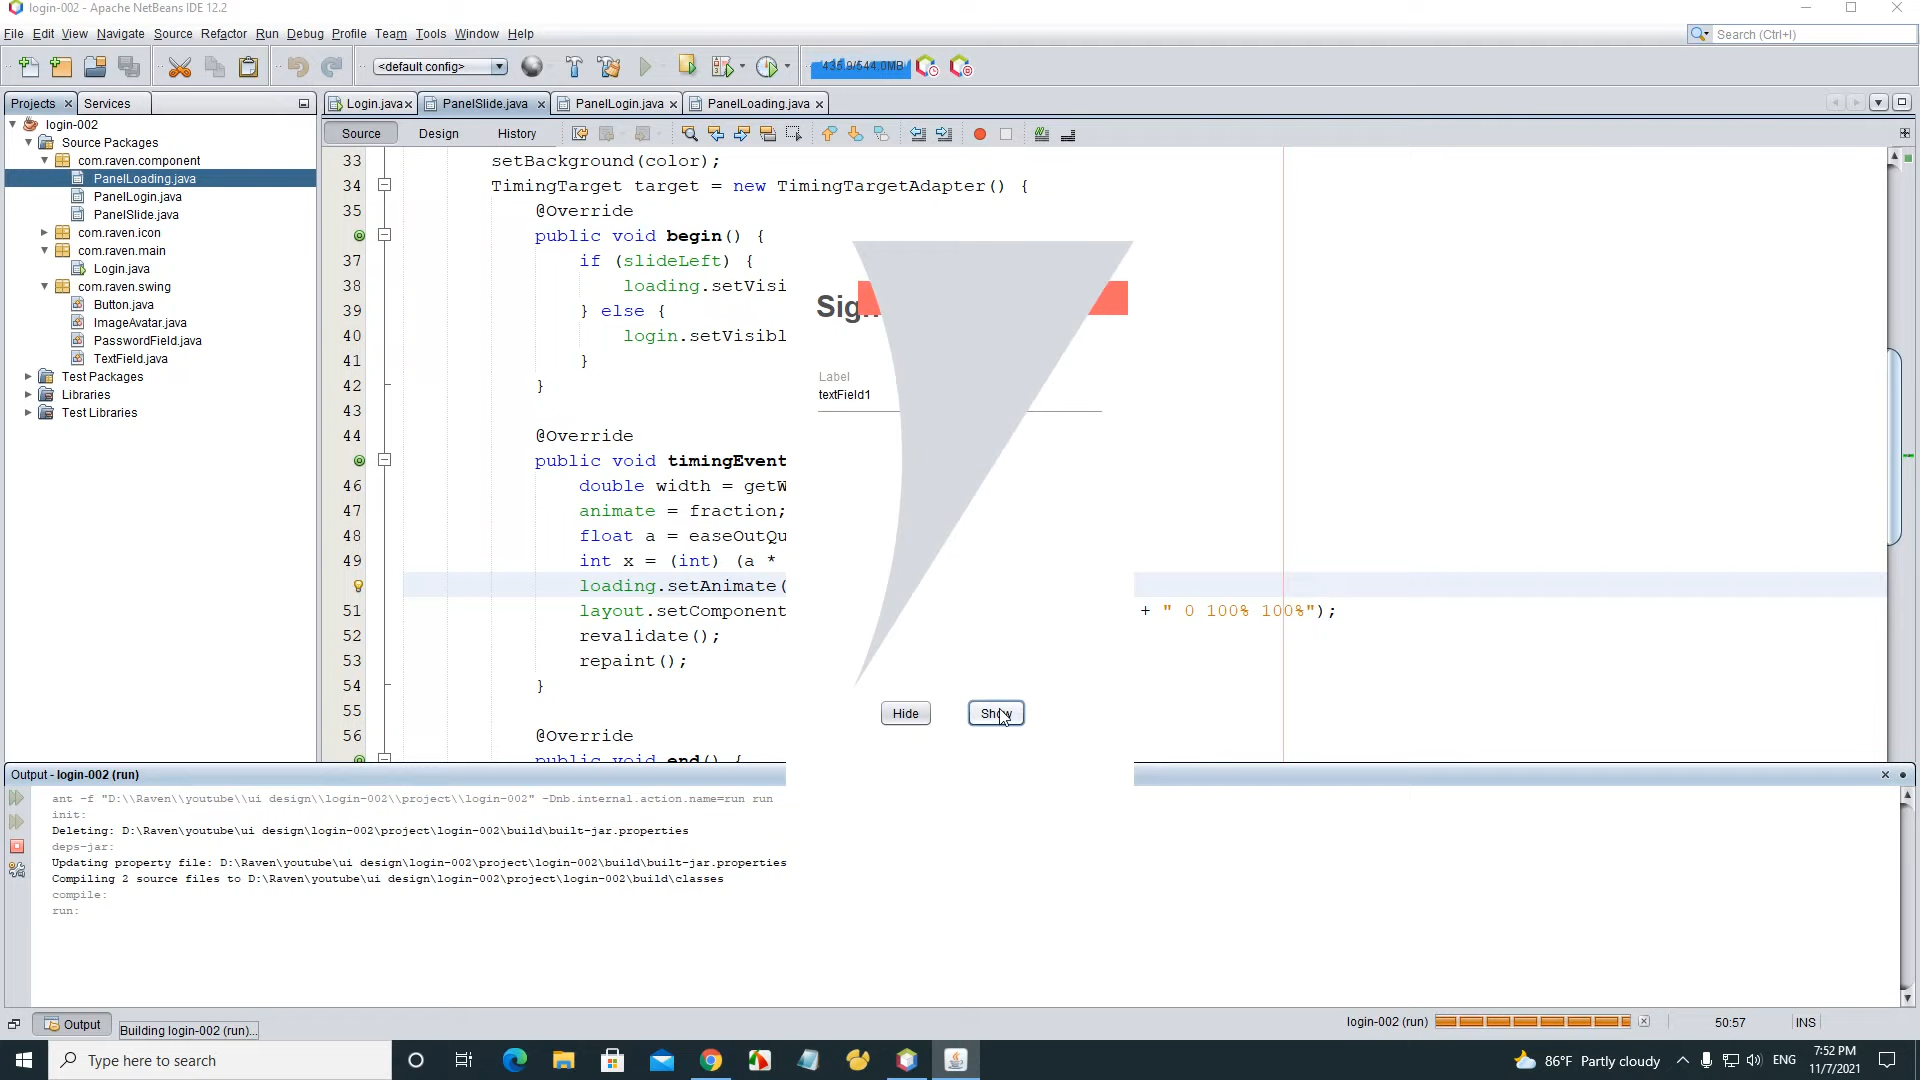 login-002 - Apache NetBeans IDE 12.2
File Edit View Navigate Source Refactor Run Debug Profile Team Tools Window Help
Search (Ctrl+I)
<default config>
435.9/544.0MB
Projects
Services
Login.java
PanelSlide.java
PanelLogin.java
PanelLoading.java
Source
Design
History
login-002
Source Packages
com.raven.component
PanelLoading.java
PanelLogin.java
PanelSlide.java
com.raven.icon
com.raven.main
Login.java
com.raven.swing
Button.java
ImageAvatar.java
PasswordField.java
TextField.java
Test Packages
Libraries
Test Libraries
33 setBackground(color);
34 TimingTarget target = new TimingTargetAdapter() {
35 @Override
public void begin() {
37 if (slideLeft) {
38 loading.setVisi
39 } else {
40 login.setVisibl
41 }
42 }
43
44 @Override
public void timingEvent
46 double width = getW
47 animate = fraction;
48 float a = easeOutQu
49 int x = (int) (a *
loading.setAnimate(
51 layout.setComponent + " 0 100% 100%");
52 revalidate();
53 repaint();
54 }
55
56 @Override
public void end() {
Sig
Label
textField1
Hide
Show
Output - login-002 (run)
ant -f "D:\\Raven\\youtube\\ui design\\login-002\\project\\login-002" -Dnb.internal.action.name=run run
init:
Deleting: D:\Raven\youtube\ui design\login-002\project\login-002\build\built-jar.properties
deps-jar:
Updating property file: D:\Raven\youtube\ui design\login-002\project\login-002\build\built-jar.properties
Compiling 2 source files to D:\Raven\youtube\ui design\login-002\project\login-002\build\classes
compile:
run:
Output
Building login-002 (run)...
login-002 (run)
50:57
INS
Type here to search
86°F Partly cloudy
ENG
7:52 PM
11/7/2021